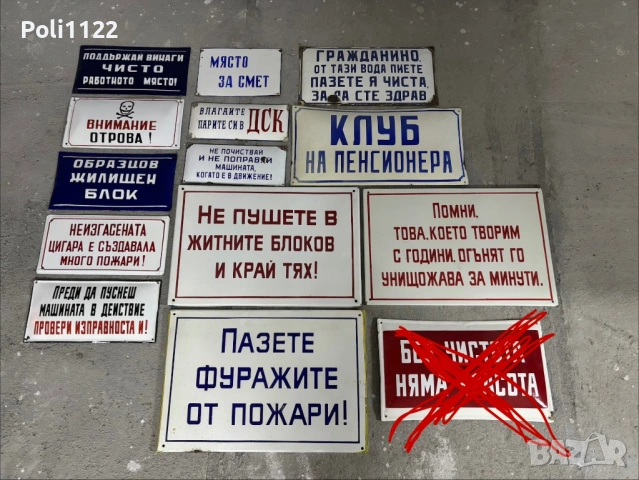 Poli1122
ПОДДЪРЖАЙ ВИНАГИ
ЧИСТО
РАБОТНОТО МЯСТО!
МЯСТО
ЗА СМЕТ
ГРАЖДАНИНО,
ОТ ТАЗИ ВОДА ПИЕТЕ
ПАЗЕТЕ Я ЧИСТА,
ЗА ДА СТЕ ЗДРАВ
ВНИМАНИЕ
ОТРОВА!
ВЛАГАЙТЕ
ПАРИТЕ СИ В ДСК
КЛУБ
НА ПЕНСИОНЕРА
ОБРАЗЦОВ
ЖИЛИЩЕН
БЛОК
НЕ ПОЧИСТВАЙ
И НЕ ПОПРАВЯЙ
МАШИНАТА,
КОГАТО Е В ДВИЖЕНИЕ!
НЕИЗГАСЕНАТА
ЦИГАРА Е СЪЗДАВАЛА
МНОГО ПОЖАРИ!
НЕ ПУШЕТЕ В
ЖИТНИТЕ БЛОКОВЕ
И КРАЙ ТЯХ!
ПОМНИ,
ТОВА, КОЕТО ТВОРИМ
С ГОДИНИ, ОГЪНЯТ ГО
УНИЩОЖАВА ЗА МИНУТИ.
ПРЕДИ ДА ПУСНЕШ
МАШИНАТА В ДЕЙСТВИЕ
ПРОВЕРИ ИЗПРАВНОСТА И!
ПАЗЕТЕ
ФУРАЖИТЕ
ОТ ПОЖАРИ!
НЯМА
BAZAR